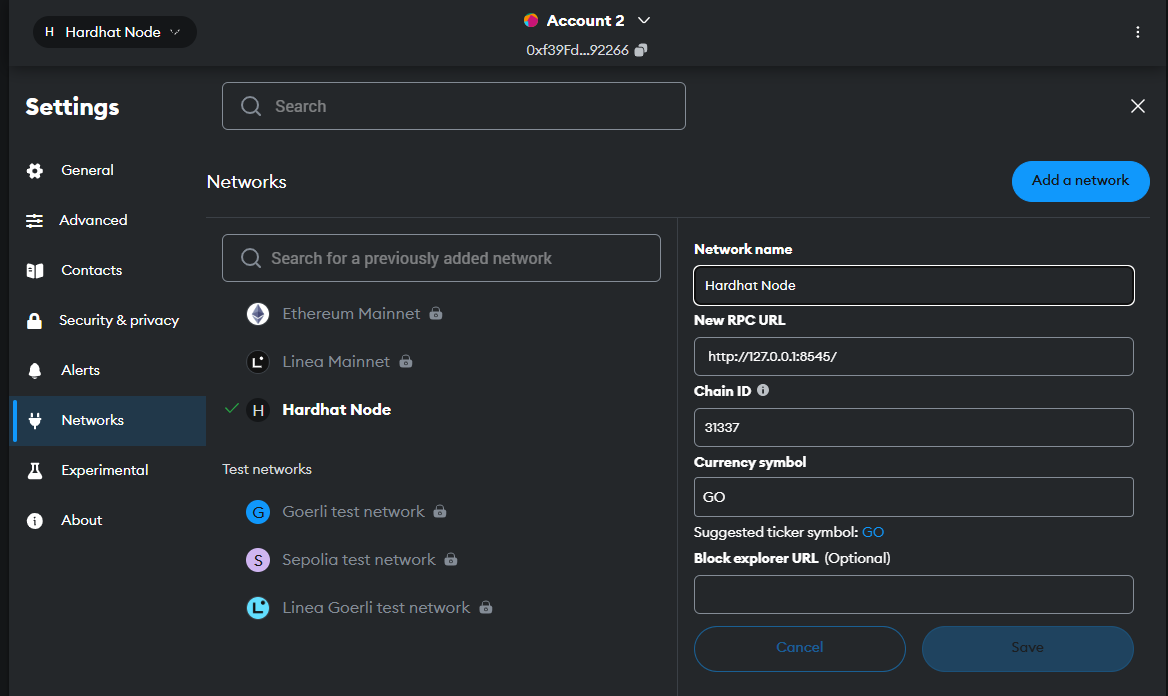 H Hardhat Node
Account 2
0xf39Fd...92266
Settings
Search
General
Advanced
Contacts
Security & privacy
Alerts
Networks
Experimental
About
Networks
Add a network
Search for a previously added network
Ethereum Mainnet
L Linea Mainnet
H Hardhat Node
Test networks
G Goerli test network
S Sepolia test network
L Linea Goerli test network
Network name
Hardhat Node
New RPC URL
http://127.0.0.1:8545/
Chain ID
31337
Currency symbol
GO
Suggested ticker symbol: GO
Block explorer URL (Optional)
Cancel
Save